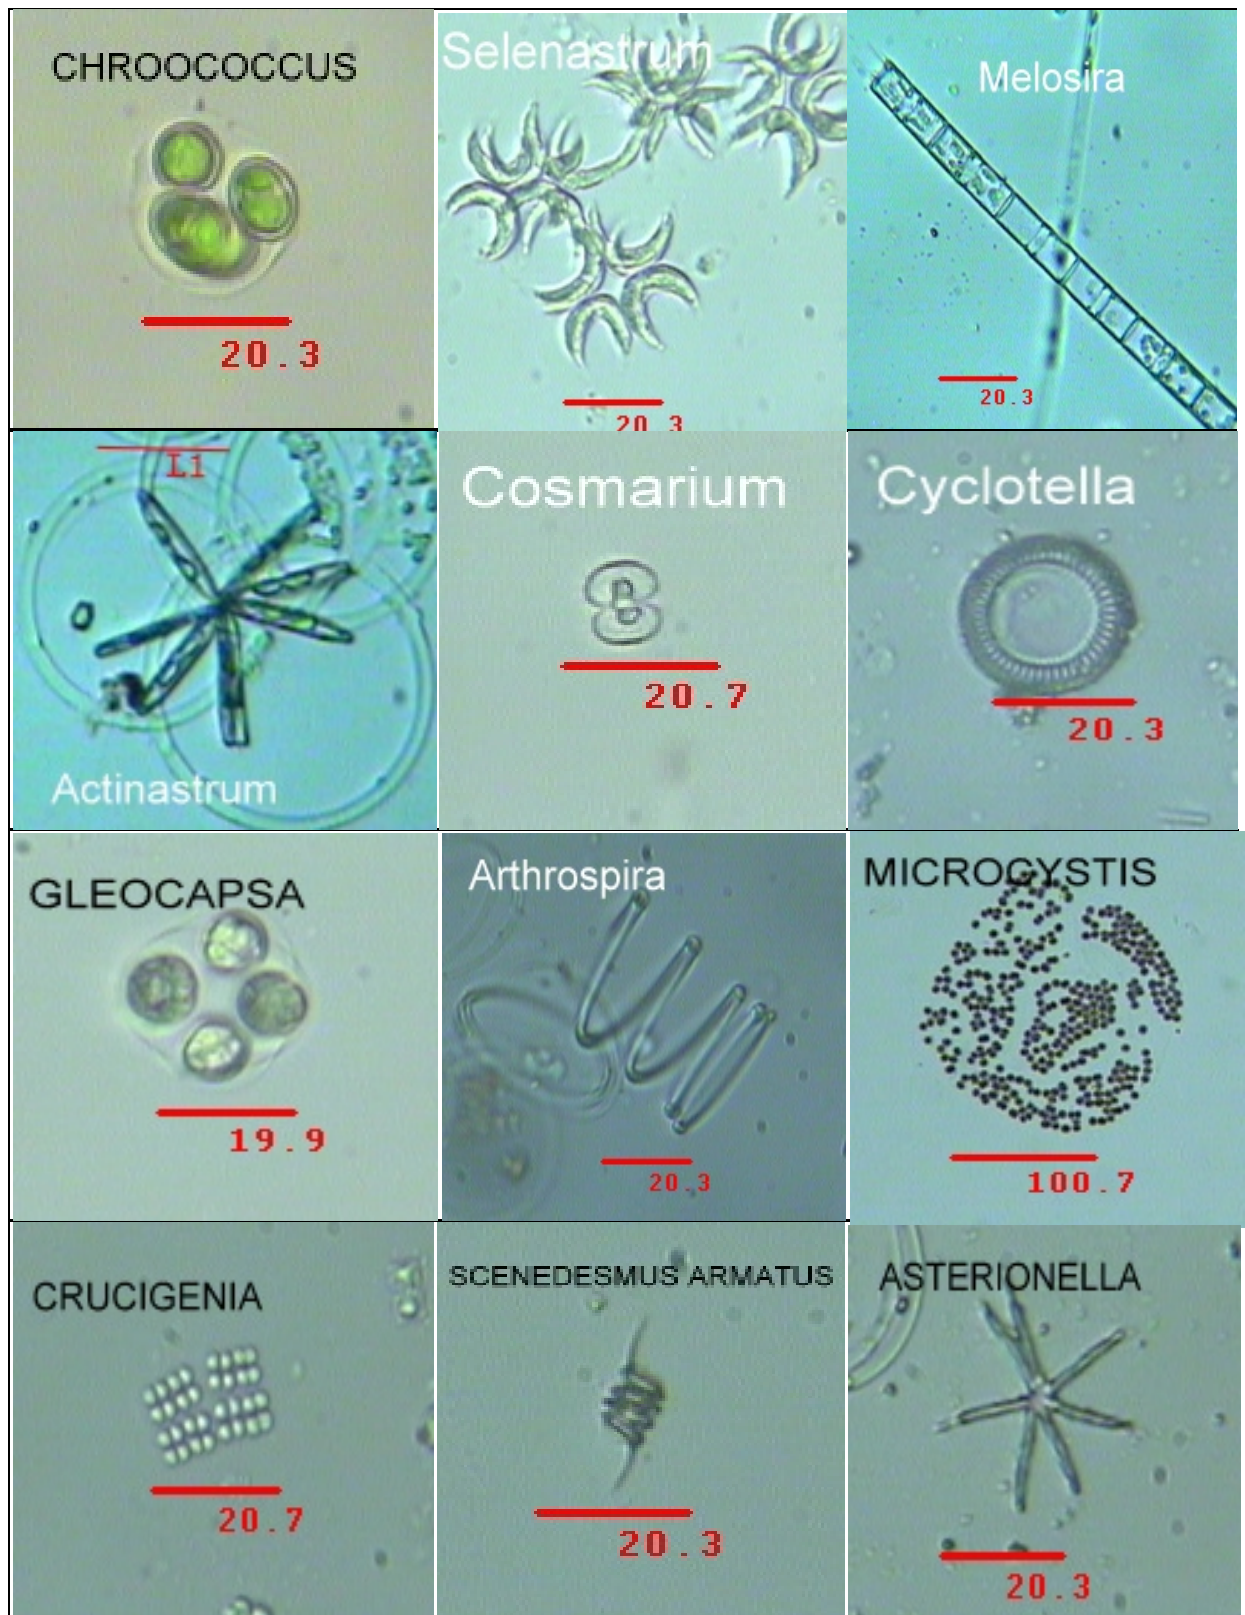 CHROOCOCCUS
20.3
Selenastrum
20.3
Melosira
20.3
Li
Actinastrum
Cosmarium
20.7
Cyclotella
20.3
GLEOCAPSA
19.9
Arthrospira
20.3
MICROCYSTIS
100.7
CRUCIGENIA
20.7
SCENEDESMUS ARMATUS
20.3
ASTERIONELLA
20.3